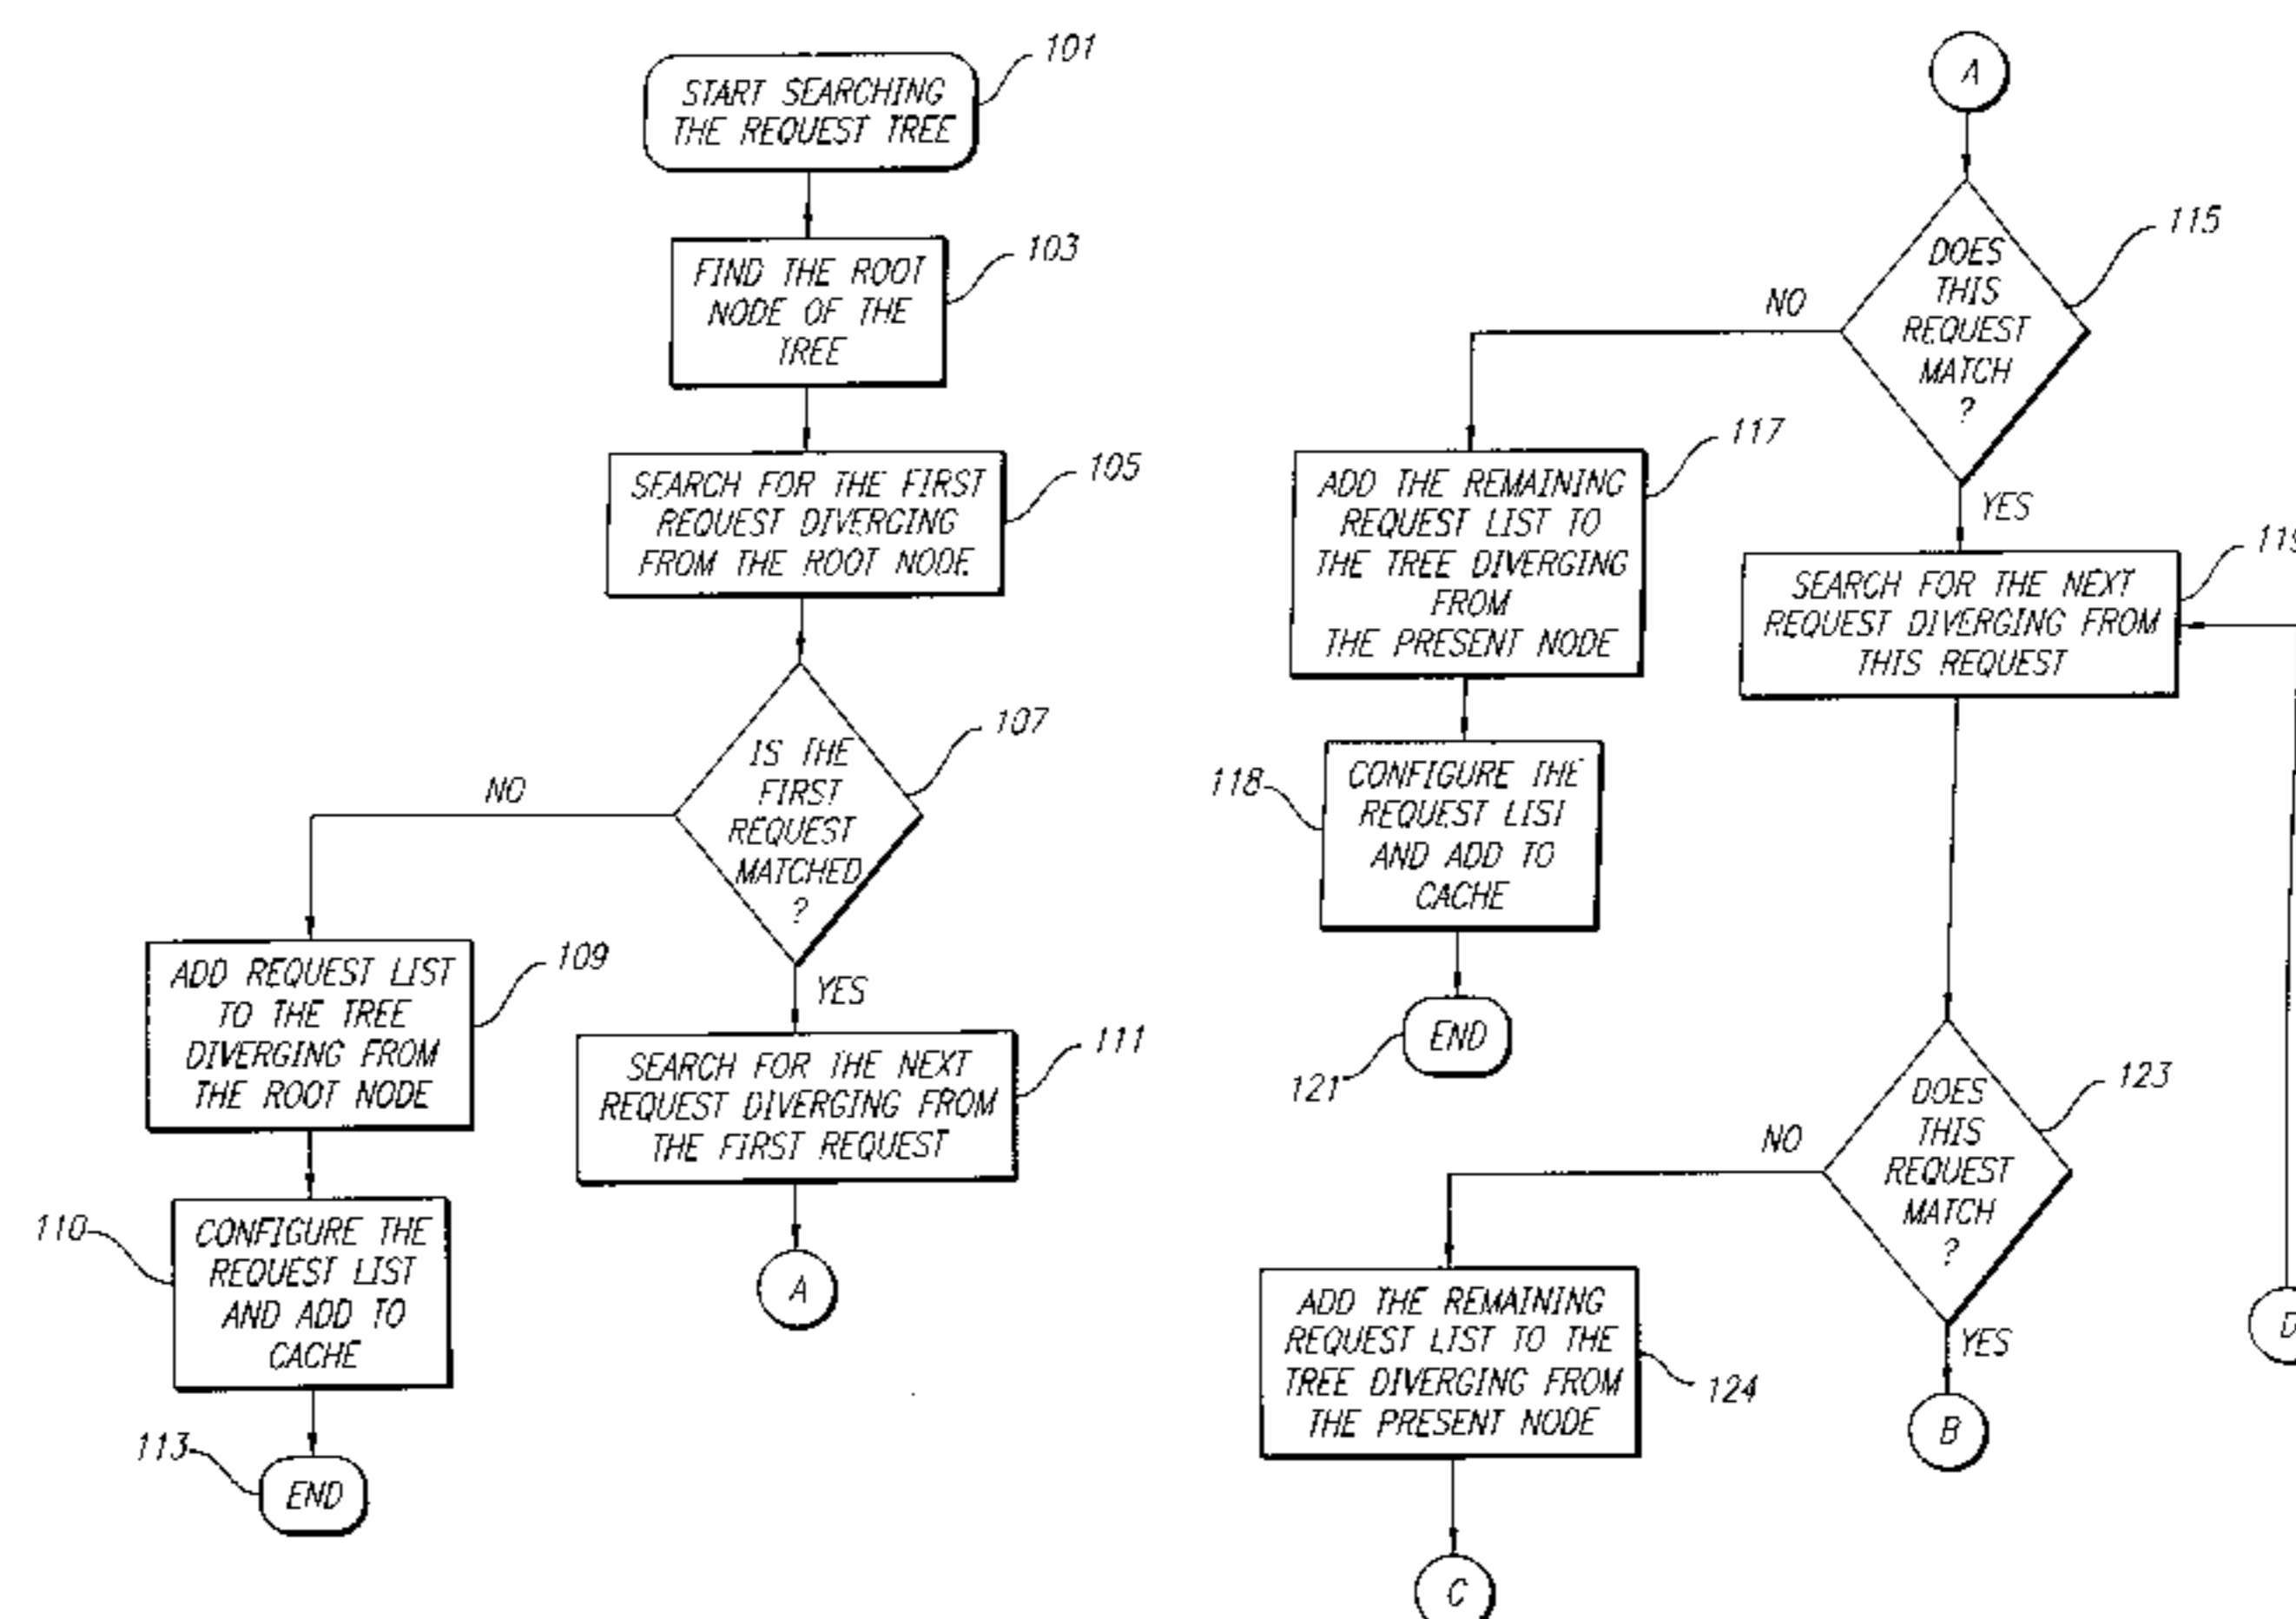 101
START SEARCHING
THE REQUEST TREE
103
FIND THE ROOT
NODE OF THE
TREE
105
SEARCH FOR THE FIRST
REQUEST DIVERGING
FROM THE ROOT NODE
107
IS THE
FIRST
REQUEST
MATCHED
?
NO
YES
109
ADD REQUEST LIST
TO THE TREE
DIVERGING FROM
THE ROOT NODE
111
SEARCH FOR THE NEXT
REQUEST DIVERGING FROM
THE FIRST REQUEST
110
CONFIGURE THE
REQUEST LIST
AND ADD TO
CACHE
A
113
END
A
115
DOES
THIS
REQUEST
MATCH
?
NO
YES
117
ADD THE REMAINING
REQUEST LIST TO
THE TREE DIVERGING
FROM
THE PRESENT NODE
119
SEARCH FOR THE NEXT
REQUEST DIVERGING FROM
THIS REQUEST
118
CONFIGURE THE
REQUEST LIST
AND ADD TO
CACHE
121
END
123
DOES
THIS
REQUEST
MATCH
?
NO
YES
124
ADD THE REMAINING
REQUEST LIST TO THE
TREE DIVERGING FROM
THE PRESENT NODE
D
B
C